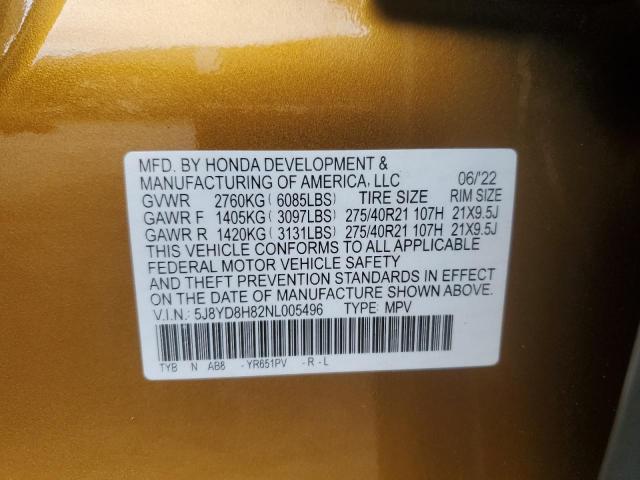 MFD. BY HONDA DEVELOPMENT &
MANUFACTURING OF AMERICA, LLC 06/'22
GVWR 2760KG ( 6085LBS) TIRE SIZE RIM SIZE
GAWR F 1405KG ( 3097LBS) 275/40R21 107H 21X9.5J
GAWR R 1420KG ( 3131LBS) 275/40R21 107H 21X9.5J
THIS VEHICLE CONFORMS TO ALL APPLICABLE
FEDERAL MOTOR VEHICLE SAFETY
AND THEFT PREVENTION STANDARDS IN EFFECT
ON THE DATE OF MANUFACTURE SHOWN ABOVE.
V.I.N.: 5J8YD8H82NL005496 TYPE: MPV
TYB N AB8 -YR651PV -R-L